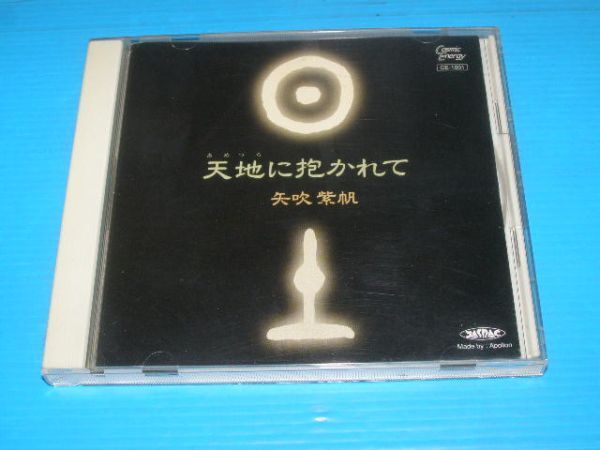 Cosmic Energy
CE-1001
あめつち
天地に抱かれて
矢吹 紫帆
JASRAC
Made by : Apollon